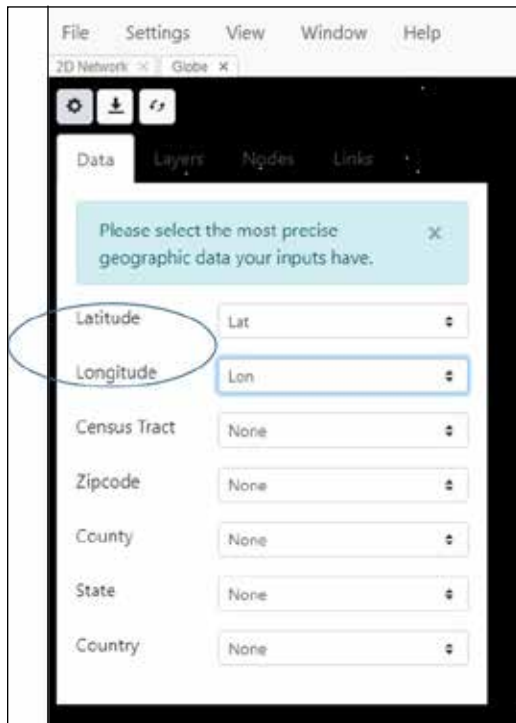 File Settings View Window Help
2D Network × Globe ×
Data Layers Nodes Links
Please select the most precise ×
geographic data your inputs have.
Latitude Lat
Longitude Lon
Census Tract None
Zipcode None
County None
State None
Country None